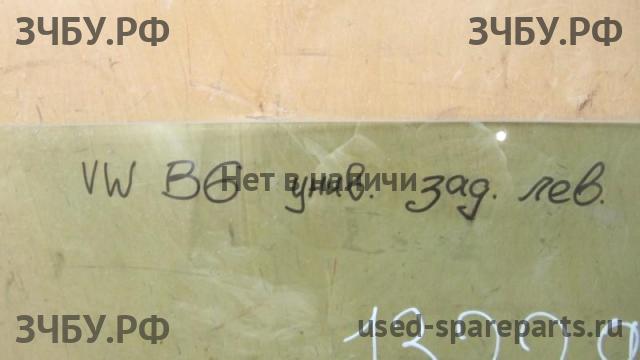 ЗЧБУ.РФ ЗЧБУ.РФ
VW B6 унив. зад. лев.
Нет в наличи
ЗЧБУ.РФ used-spareparts.ru